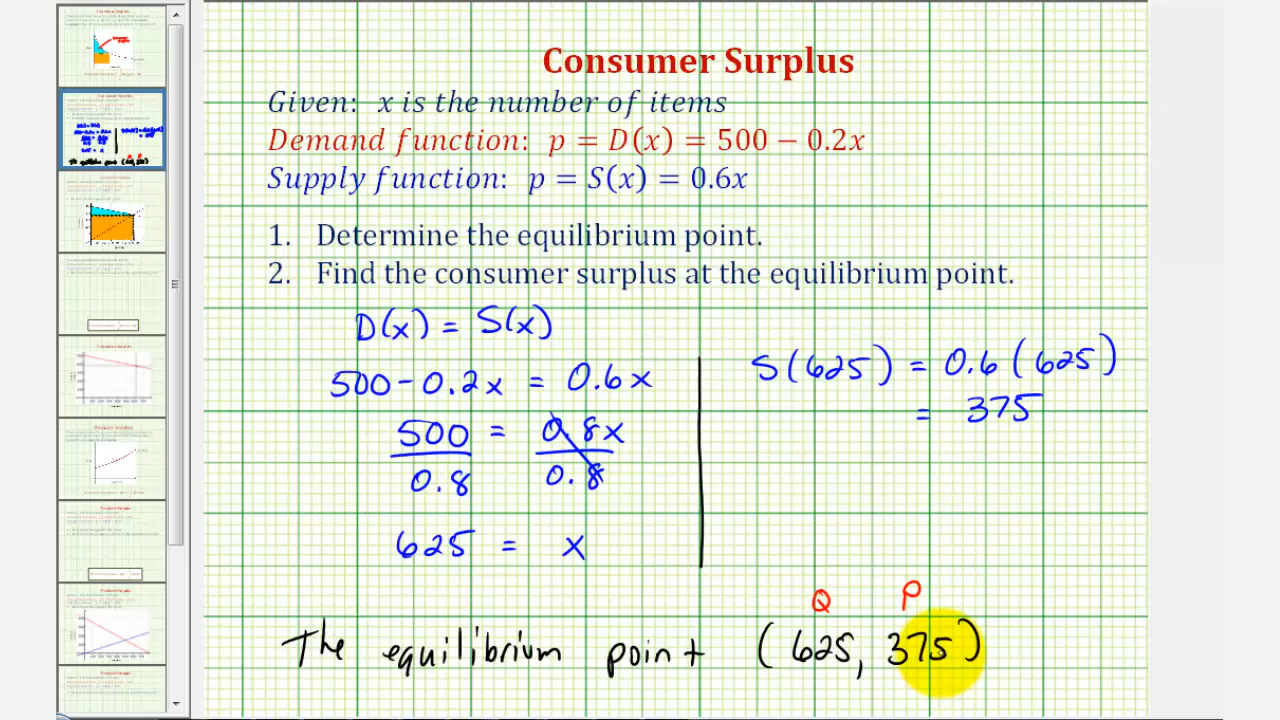 Consumer Surplus
Given: x is the number of items
Demand function: p = D(x) = 500 − 0.2x
Supply function: p = S(x) = 0.6x
1. Determine the equilibrium point.
2. Find the consumer surplus at the equilibrium point.
D(x) = S(x)
500 - 0.2x = 0.6x
500 = 0.8x
0.8 0.8
625 = x
S(625) = 0.6(625)
= 375
Q P
The equilibrium point (625, 375)